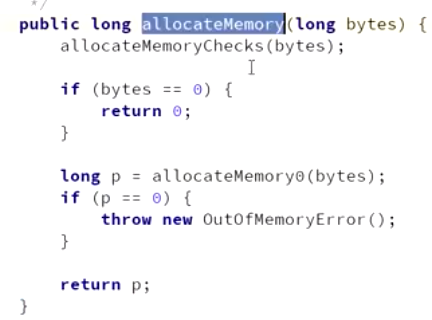 */
public long allocateMemory(long bytes) {
    allocateMemoryChecks(bytes);

    if (bytes == 0) {
        return 0;
    }

    long p = allocateMemory0(bytes);
    if (p == 0) {
        throw new OutOfMemoryError();
    }

    return p;
}